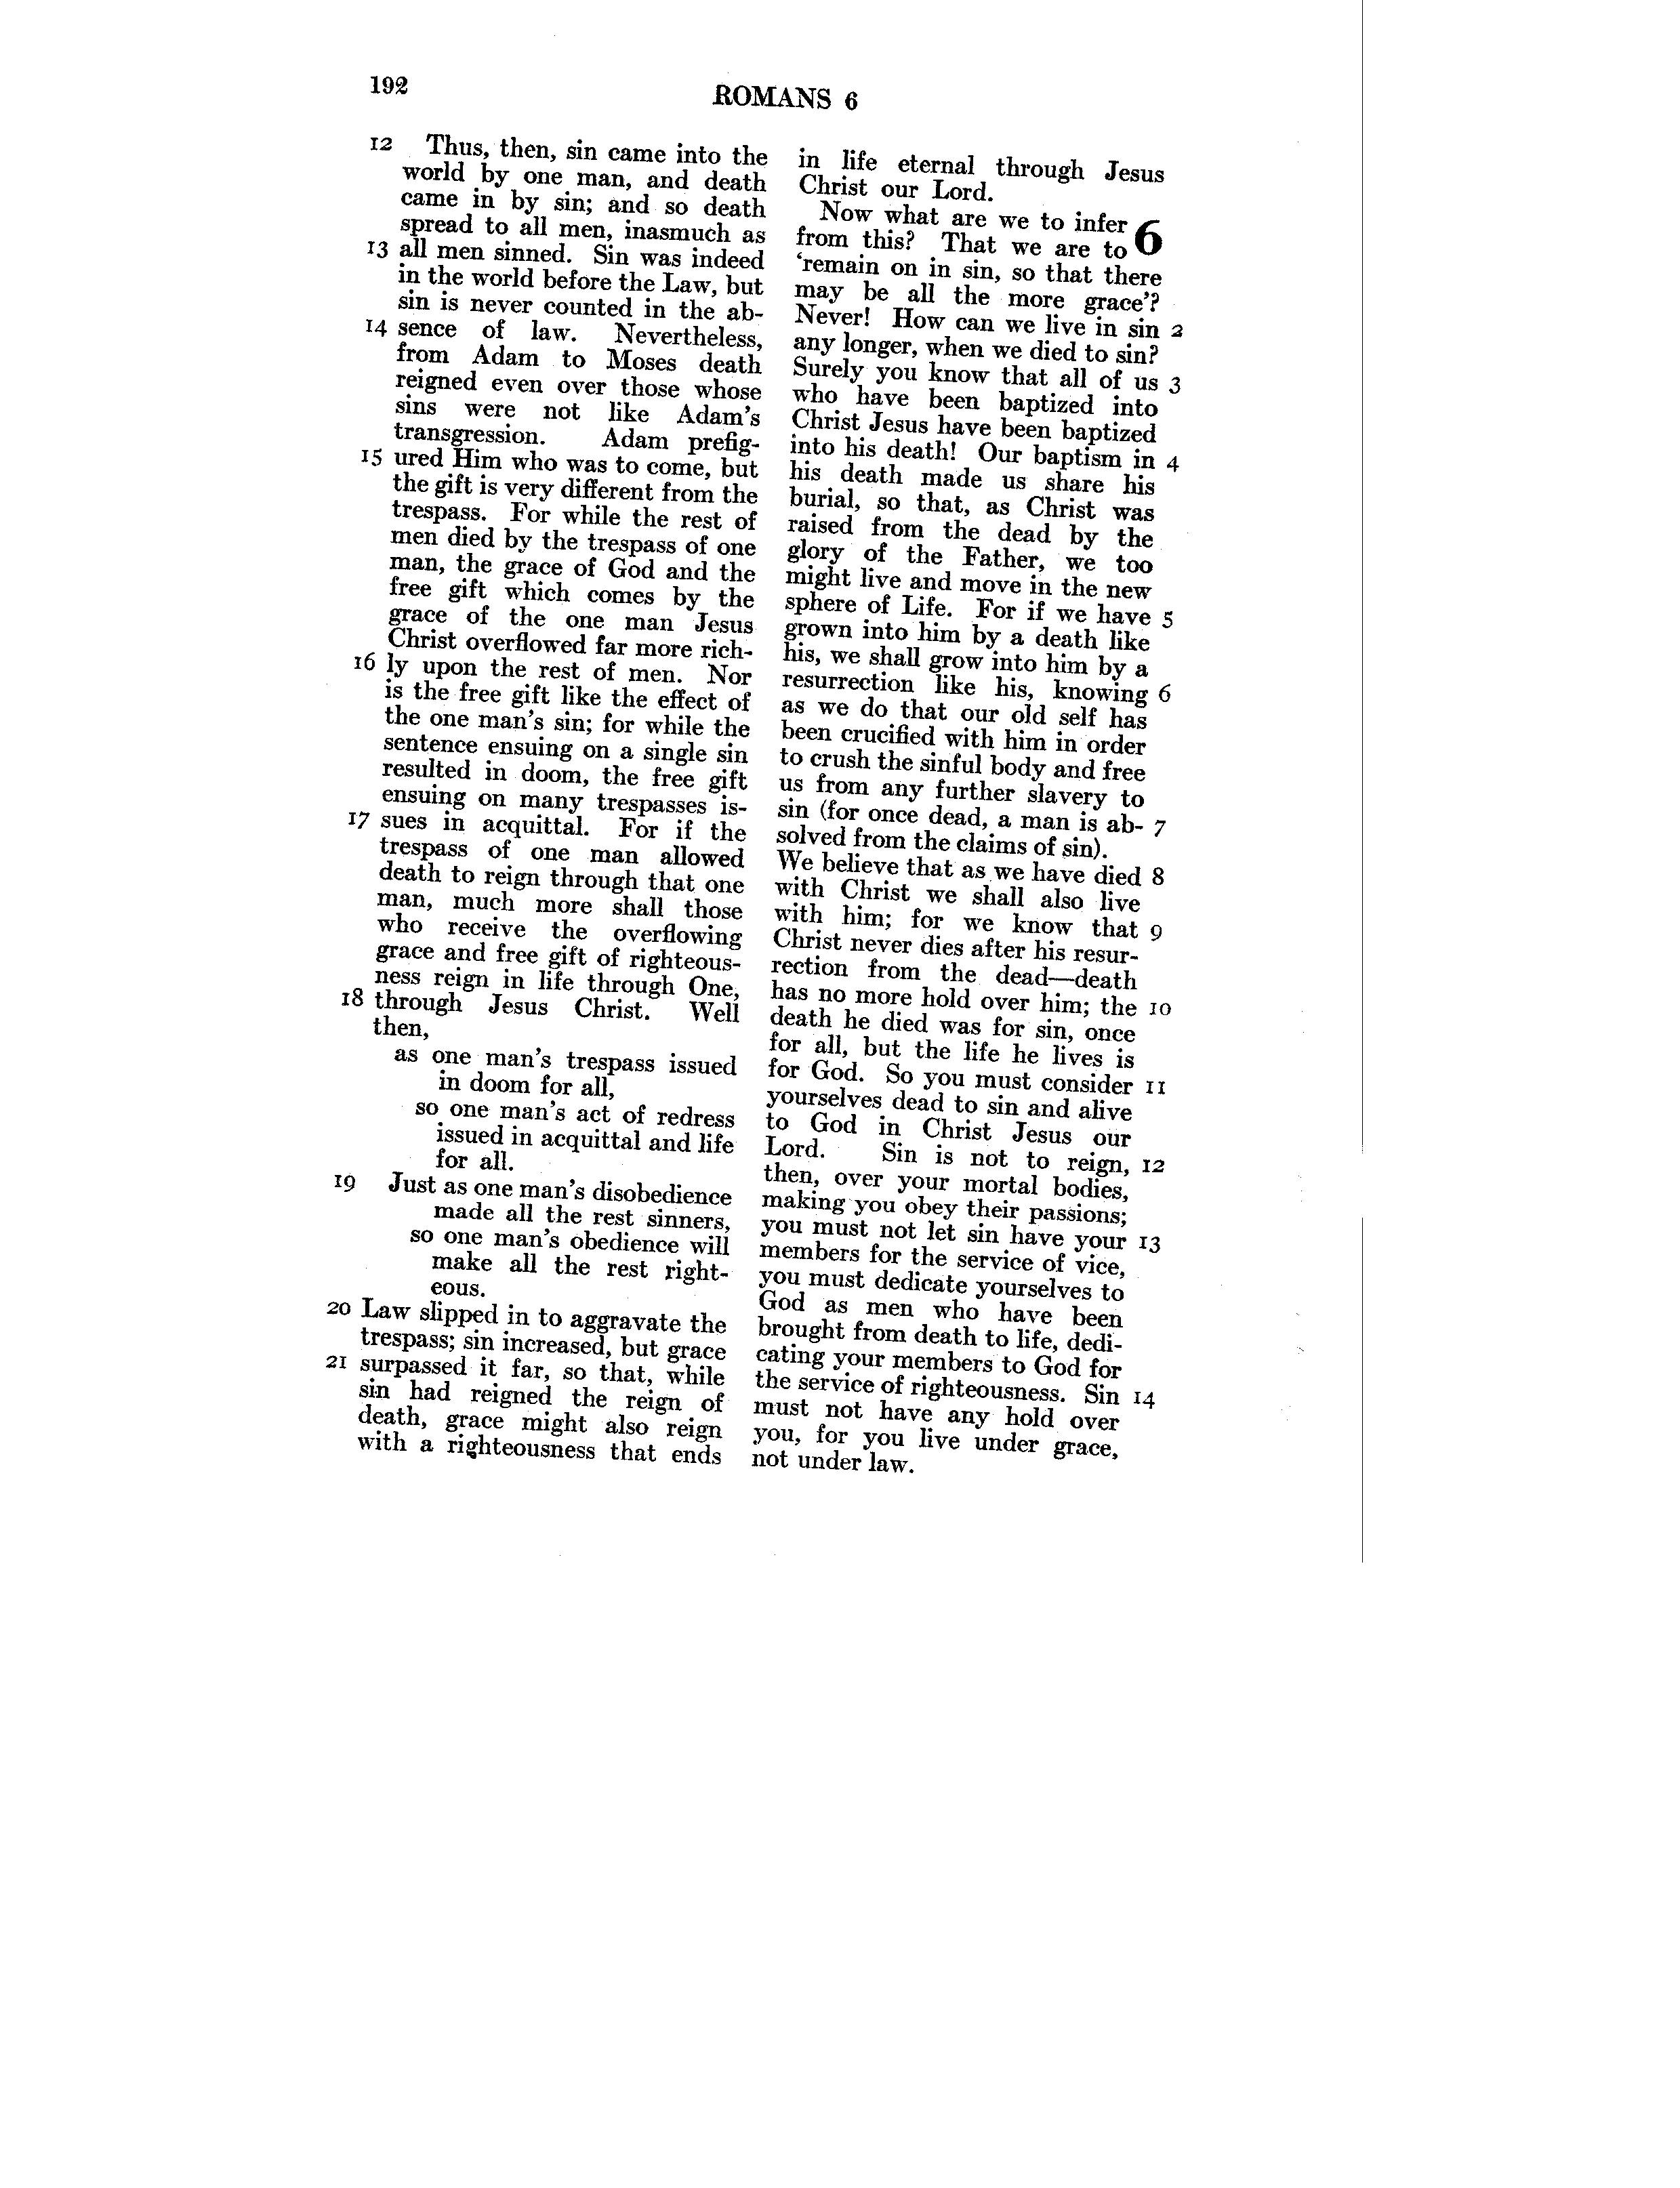 192
ROMANS 6
12 Thus, then, sin came into the
world by one man, and death
came in by sin; and so death
spread to all men, inasmuch as
13 all men sinned. Sin was indeed
in the world before the Law, but
sin is never counted in the ab-
14 sence of law. Nevertheless,
from Adam to Moses death
reigned even over those whose
sins were not like Adam's
transgression. Adam prefig-
15 ured Him who was to come, but
the gift is very different from the
trespass. For while the rest of
men died by the trespass of one
man, the grace of God and the
free gift which comes by the
grace of the one man Jesus
Christ overflowed far more rich-
16 ly upon the rest of men. Nor
is the free gift like the effect of
the one man's sin; for while the
sentence ensuing on a single sin
resulted in doom, the free gift
ensuing on many trespasses is-
17 sues in acquittal. For if the
trespass of one man allowed
death to reign through that one
man, much more shall those
who receive the overflowing
grace and free gift of righteous-
ness reign in life through One,
18 through Jesus Christ. Well
then,
as one man's trespass issued
in doom for all,
so one man's act of redress
issued in acquittal and life
for all.
19 Just as one man's disobedience
made all the rest sinners,
so one man's obedience will
make all the rest right-
eous.
20 Law slipped in to aggravate the
trespass; sin increased, but grace
21 surpassed it far, so that, while
sin had reigned the reign of
death, grace might also reign
with a righteousness that ends
in life eternal through Jesus
Christ our Lord.
Now what are we to infer 6
from this? That we are to
'remain on in sin, so that there
may be all the more grace'?
Never! How can we live in sin 2
any longer, when we died to sin?
Surely you know that all of us 3
who have been baptized into
Christ Jesus have been baptized
into his death! Our baptism in 4
his death made us share his
burial, so that, as Christ was
raised from the dead by the
glory of the Father, we too
might live and move in the new
sphere of Life. For if we have 5
grown into him by a death like
his, we shall grow into him by a
resurrection like his, knowing 6
as we do that our old self has
been crucified with him in order
to crush the sinful body and free
us from any further slavery to
sin (for once dead, a man is ab- 7
solved from the claims of sin).
We believe that as we have died 8
with Christ we shall also live
with him; for we know that 9
Christ never dies after his resur-
rection from the dead—death
has no more hold over him; the 10
death he died was for sin, once
for all, but the life he lives is
for God. So you must consider 11
yourselves dead to sin and alive
to God in Christ Jesus our
Lord. Sin is not to reign, 12
then, over your mortal bodies,
making you obey their passions;
you must not let sin have your 13
members for the service of vice,
you must dedicate yourselves to
God as men who have been
brought from death to life, dedi-
cating your members to God for
the service of righteousness. Sin 14
must not have any hold over
you, for you live under grace,
not under law.